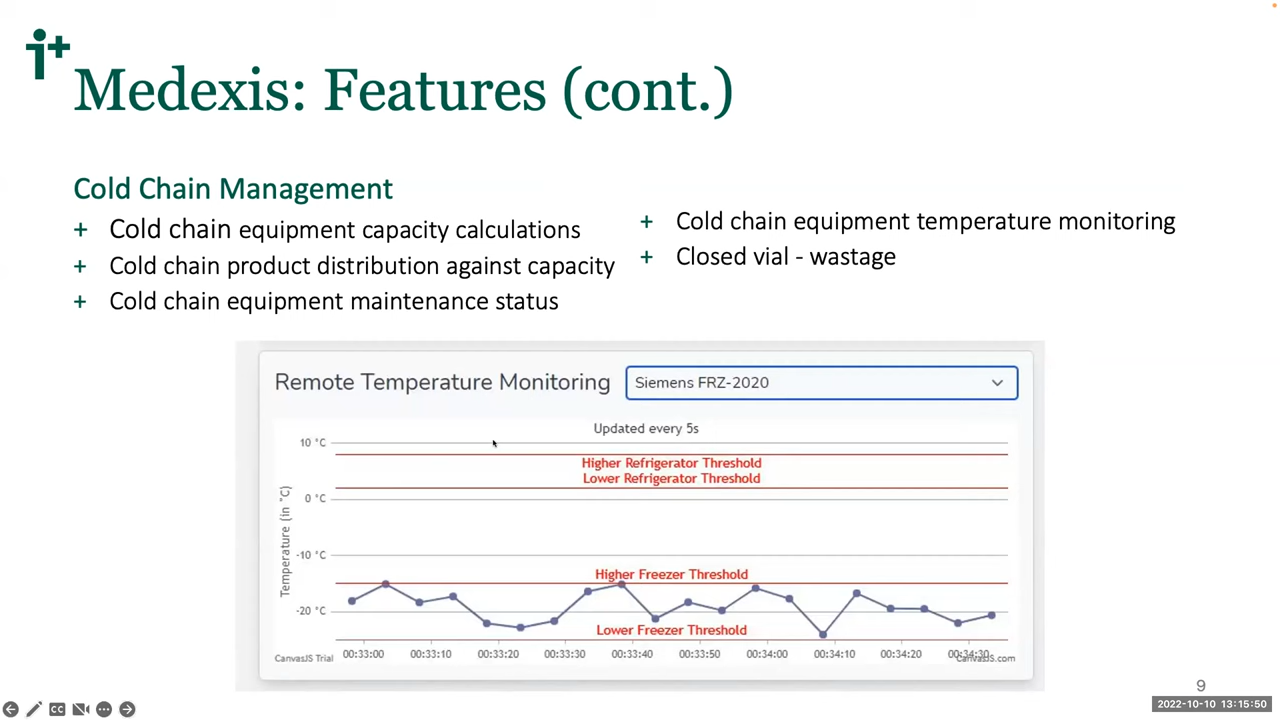 i+
Medexis: Features (cont.)
Cold Chain Management
+ Cold chain equipment capacity calculations
+ Cold chain product distribution against capacity
+ Cold chain equipment maintenance status
+ Cold chain equipment temperature monitoring
+ Closed vial - wastage
Remote Temperature Monitoring
Siemens FRZ-2020
Updated every 5s
10 °C
Higher Refrigerator Threshold
Lower Refrigerator Threshold
0 °C
Temperature (in °C)
-10 °C
Higher Freezer Threshold
-20 °C
Lower Freezer Threshold
00:33:00 00:33:10 00:33:20 00:33:30 00:33:40 00:33:50 00:34:00 00:34:10 00:34:20 00:34:30
CanvasJS Trial
CanvasJS.com
9
CC
2022-10-10 13:15:50